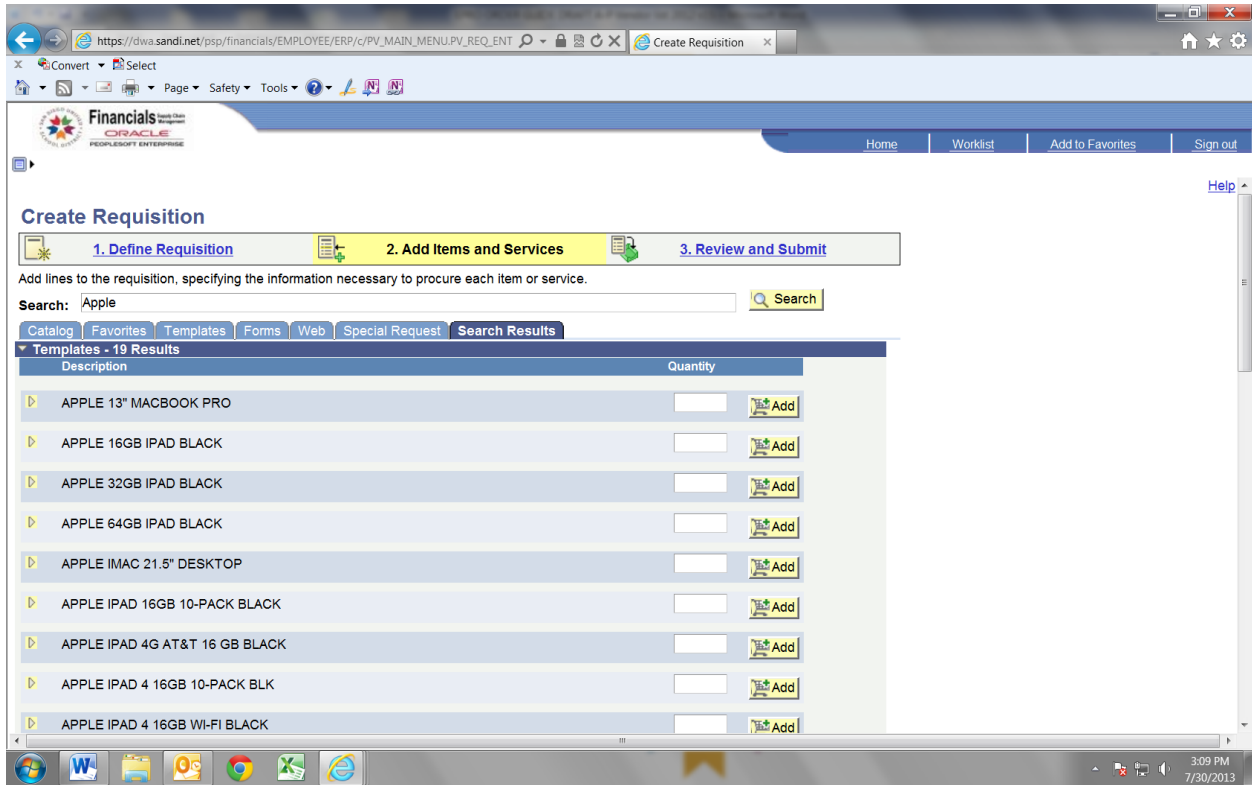 https://dwa.sandi.net/psp/financials/EMPLOYEE/ERP/c/PV_MAIN_MENU.PV_REQ_ENT
Create Requisition
Convert Select
Page Safety Tools
Financials
ORACLE
PEOPLESOFT ENTERPRISE
Home Worklist Add to Favorites Sign out
Help
Create Requisition
1. Define Requisition 2. Add Items and Services 3. Review and Submit
Add lines to the requisition, specifying the information necessary to procure each item or service.
Search: Apple Search
Catalog Favorites Templates Forms Web Special Request Search Results
Templates - 19 Results
Description Quantity
APPLE 13" MACBOOK PRO Add
APPLE 16GB IPAD BLACK Add
APPLE 32GB IPAD BLACK Add
APPLE 64GB IPAD BLACK Add
APPLE IMAC 21.5" DESKTOP Add
APPLE IPAD 16GB 10-PACK BLACK Add
APPLE IPAD 4G AT&T 16 GB BLACK Add
APPLE IPAD 4 16GB 10-PACK BLK Add
APPLE IPAD 4 16GB WI-FI BLACK Add
3:09 PM
7/30/2013